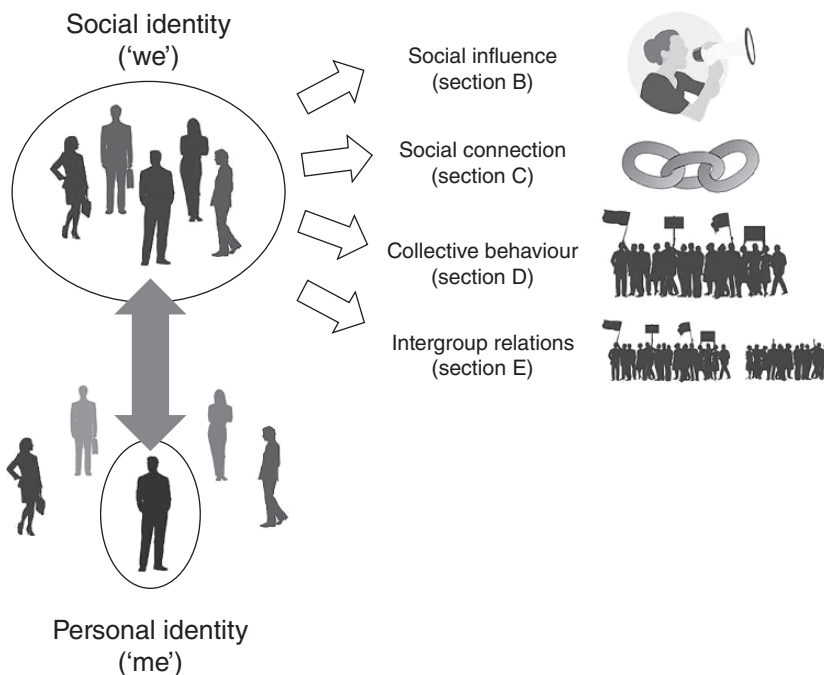 Social identity
(‘we’)
Social influence
(section B)
Social connection
(section C)
Collective behaviour
(section D)
Intergroup relations
(section E)
Personal identity
(‘me’)